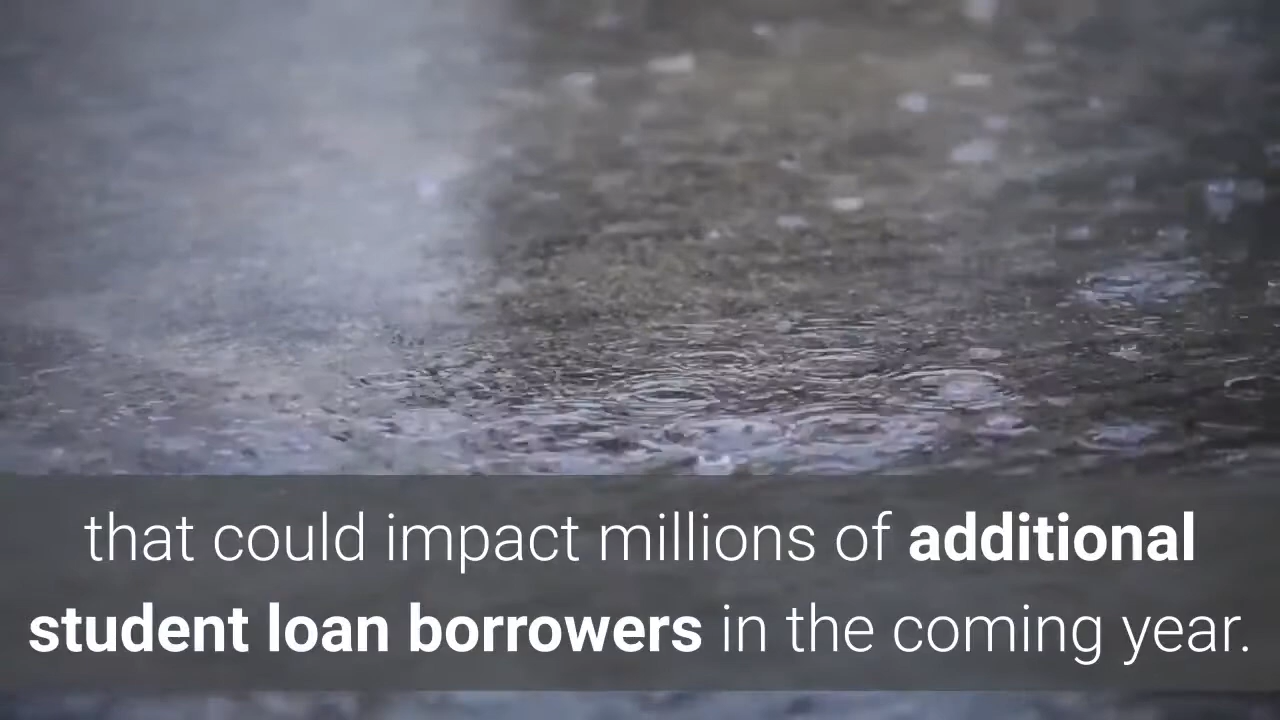 that could impact millions of additional
student loan borrowers in the coming year.